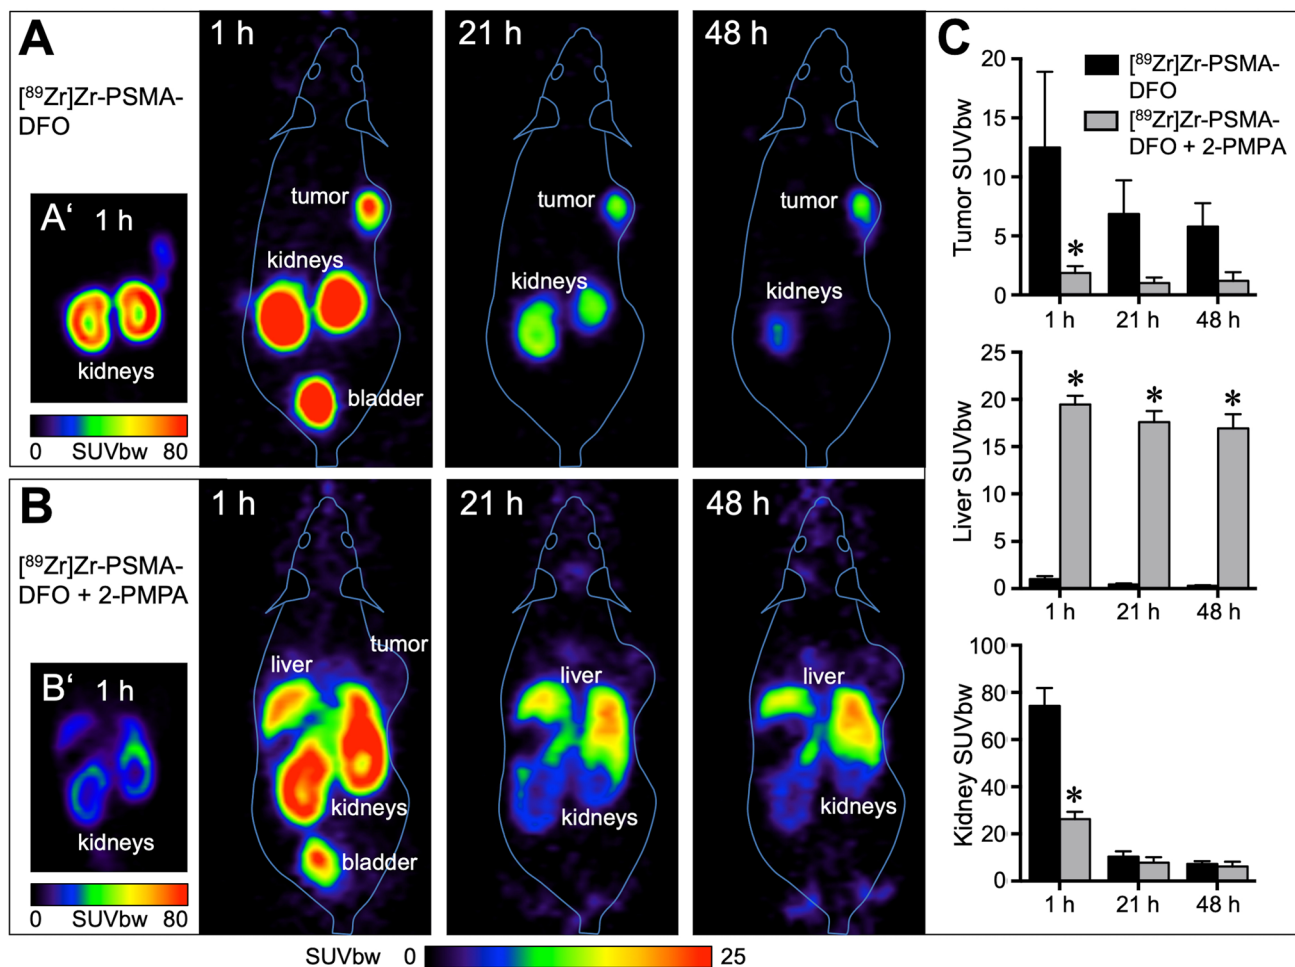 A
[⁸⁹Zr]Zr-PSMA-
DFO
A‘ 1 h
kidneys
0 SUVbw 80
1 h
tumor
kidneys
bladder
21 h
tumor
kidneys
48 h
tumor
kidneys
B
[⁸⁹Zr]Zr-PSMA-
DFO + 2-PMPA
B‘ 1 h
kidneys
0 SUVbw 80
1 h
tumor
liver
kidneys
bladder
21 h
liver
kidneys
48 h
liver
kidneys
SUVbw 0 25
C
[⁸⁹Zr]Zr-PSMA-
DFO
[⁸⁹Zr]Zr-PSMA-
DFO + 2-PMPA
Tumor SUVbw
20
15
10
5
0
*
1 h 21 h 48 h
Liver SUVbw
25
20
15
10
5
0
* * *
1 h 21 h 48 h
Kidney SUVbw
100
80
60
40
20
0
*
1 h 21 h 48 h